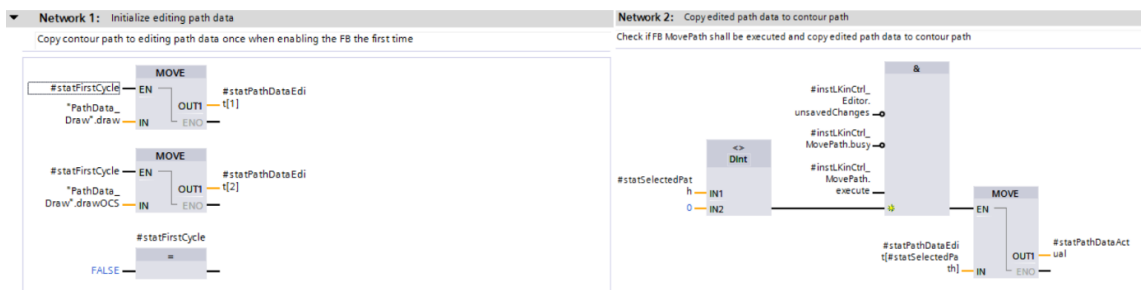 Network 1: Initialize editing path data
Copy contour path to editing path data once when enabling the FB the first time
MOVE
#statFirstCycle
EN
#statPathDataEdi
t[1]
OUT1
"PathData_
Draw".draw
IN
ENO
MOVE
#statFirstCycle
EN
#statPathDataEdi
t[2]
OUT1
"PathData_
Draw".drawOCS
IN
ENO
#statFirstCycle
=
FALSE
Network 2: Copy edited path data to contour path
Check if FB MovePath shall be executed and copy edited path data to contour path
&
#instLKinCtrl_
Editor.
unsavedChanges
#instLKinCtrl_
MovePath.busy
#instLKinCtrl_
MovePath.
execute
<>
DInt
#statSelectedPat
h
IN1
0
IN2
MOVE
EN
#statPathDataEdi
t[#statSelectedPa
th]
IN
OUT1
#statPathDataAct
ual
ENO